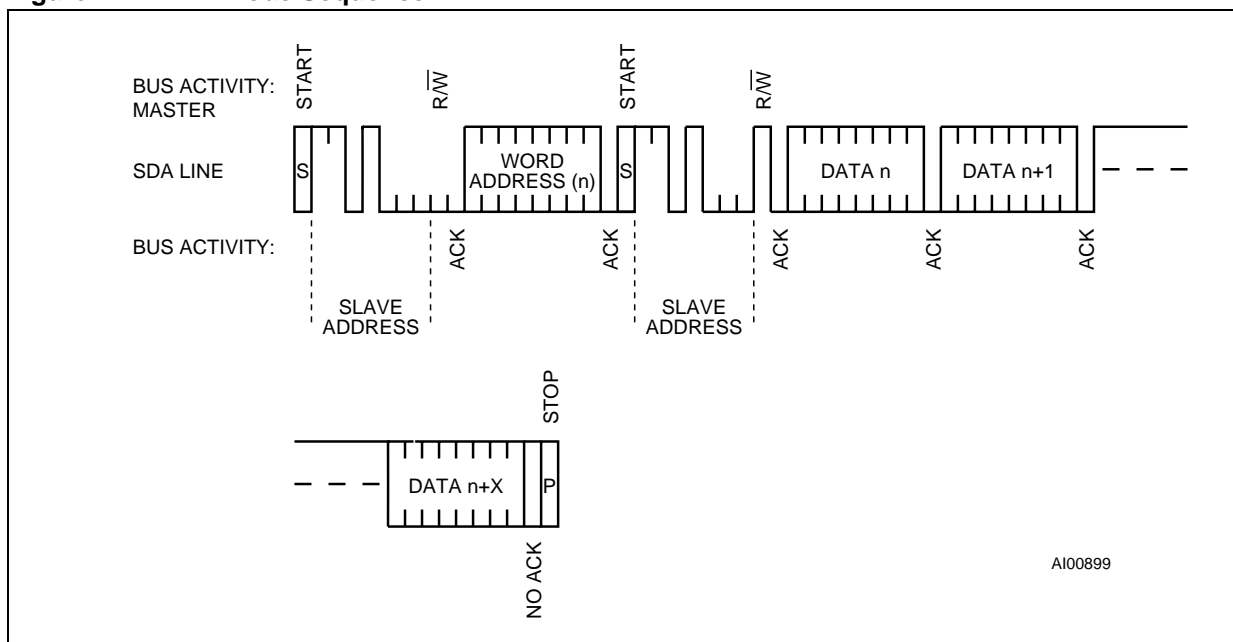 BUS ACTIVITY:
MASTER
START
R/W
START
R/W
SDA LINE
S
WORD
ADDRESS (n)
S
DATA n
DATA n+1
BUS ACTIVITY:
ACK
ACK
ACK
ACK
ACK
SLAVE
ADDRESS
SLAVE
ADDRESS
STOP
DATA n+X
P
NO ACK
AI00899